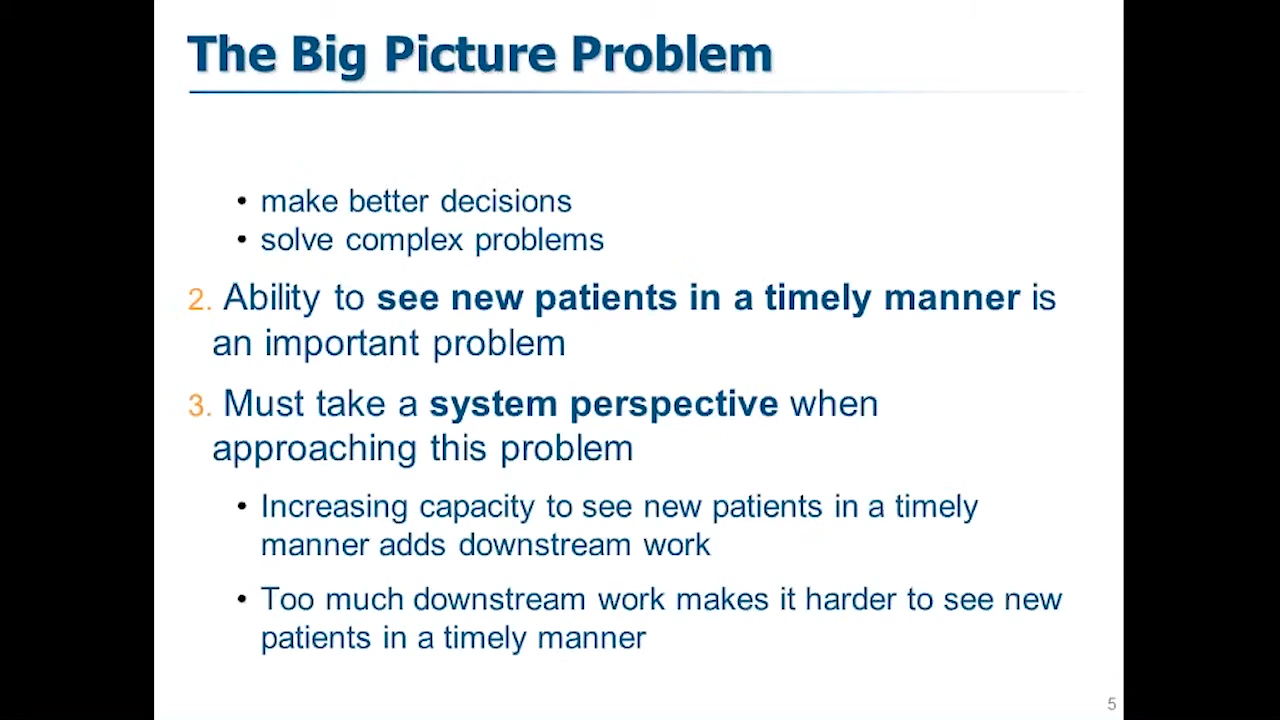 The Big Picture Problem
• make better decisions
• solve complex problems
2. Ability to see new patients in a timely manner is
an important problem
3. Must take a system perspective when
approaching this problem
• Increasing capacity to see new patients in a timely
manner adds downstream work
• Too much downstream work makes it harder to see new
patients in a timely manner
5